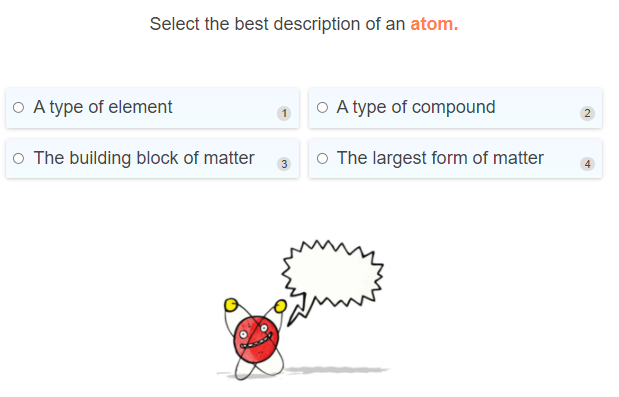 Select the best description of an atom.
A type of element 1
A type of compound 2
The building block of matter 3
The largest form of matter 4